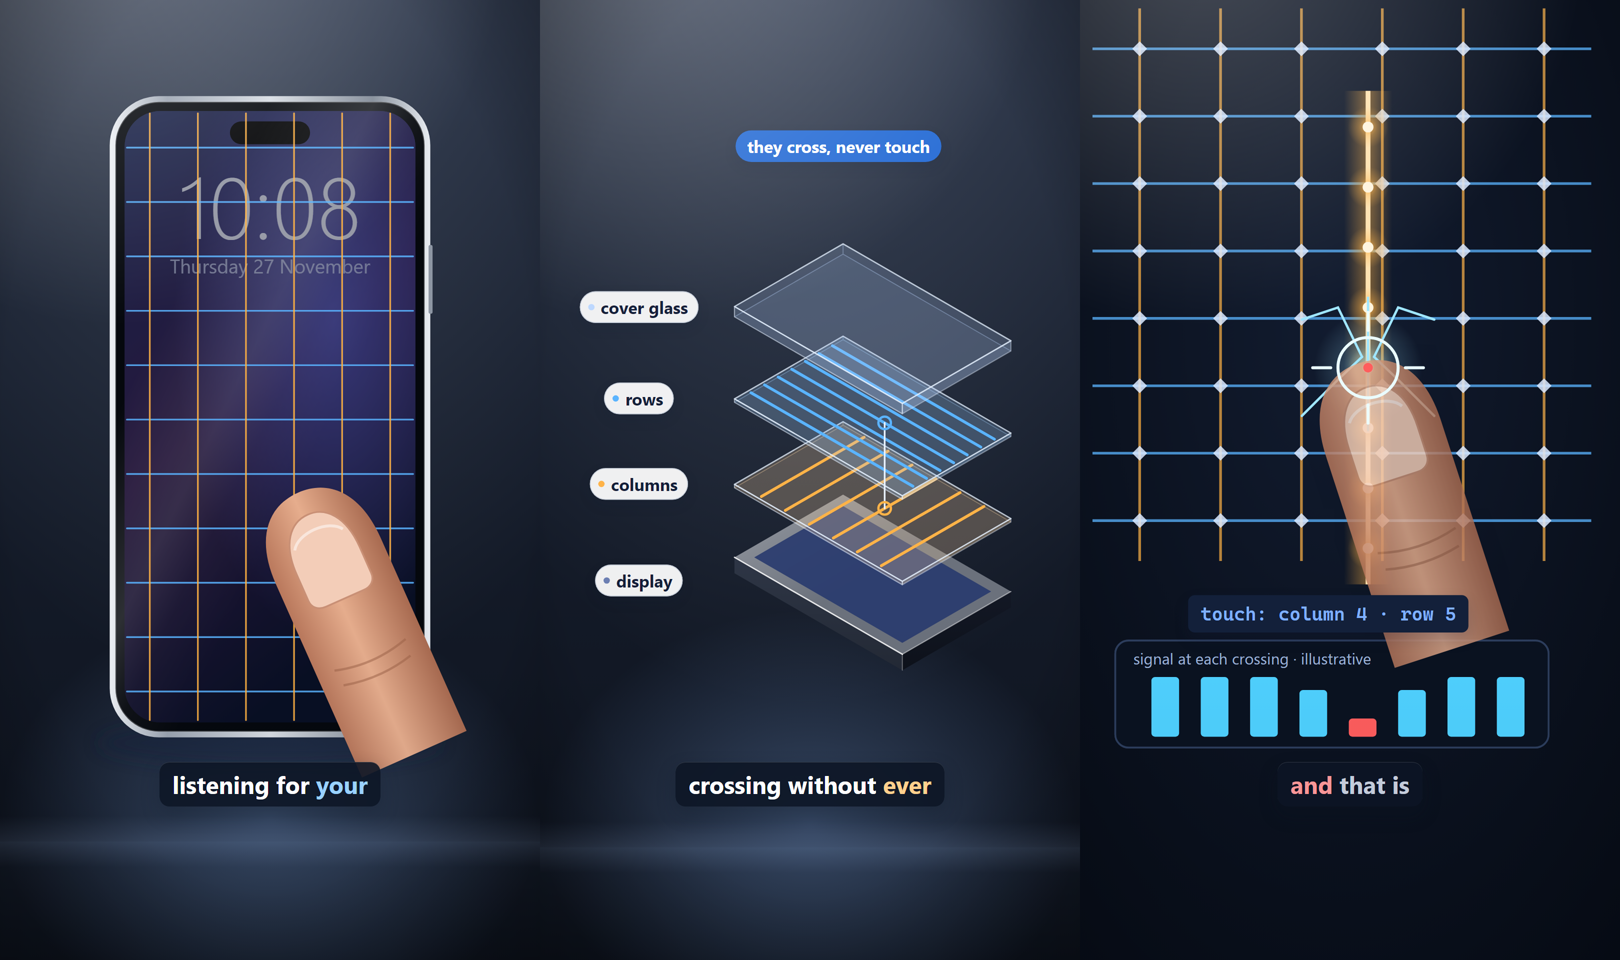 10:08
Thursday 27 November
listening for your
they cross, never touch
cover glass
rows
columns
display
crossing without ever
touch: column 4 · row 5
signal at each crossing · illustrative
and that is